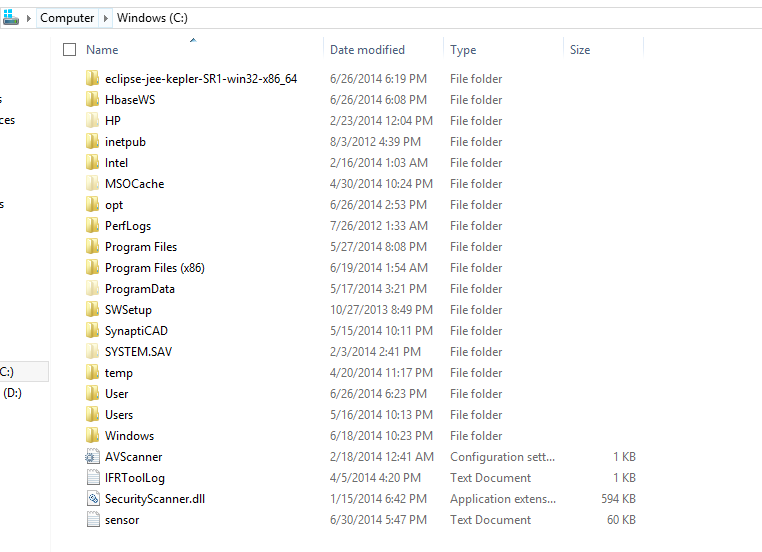 Computer Windows (C:)
Name Date modified Type Size
eclipse-jee-kepler-SR1-win32-x86_64 6/26/2014 6:19 PM File folder
HbaseWS 6/26/2014 6:08 PM File folder
HP 2/23/2014 12:04 PM File folder
inetpub 8/3/2012 4:39 PM File folder
Intel 2/16/2014 1:03 AM File folder
MSOCache 4/30/2014 10:24 PM File folder
opt 6/26/2014 2:53 PM File folder
PerfLogs 7/26/2012 1:33 AM File folder
Program Files 5/27/2014 8:08 PM File folder
Program Files (x86) 6/19/2014 1:54 AM File folder
ProgramData 5/17/2014 3:21 PM File folder
SWSetup 10/27/2013 8:49 PM File folder
SynaptiCAD 5/15/2014 10:11 PM File folder
SYSTEM.SAV 2/3/2014 2:41 PM File folder
C:) temp 4/20/2014 11:17 PM File folder
(D:) User 6/26/2014 6:23 PM File folder
Users 5/16/2014 10:13 PM File folder
Windows 6/18/2014 10:23 PM File folder
AVScanner 2/18/2014 12:41 AM Configuration sett... 1 KB
IFRToolLog 4/5/2014 4:20 PM Text Document 1 KB
SecurityScanner.dll 1/15/2014 6:42 PM Application extens... 594 KB
sensor 6/30/2014 5:47 PM Text Document 60 KB